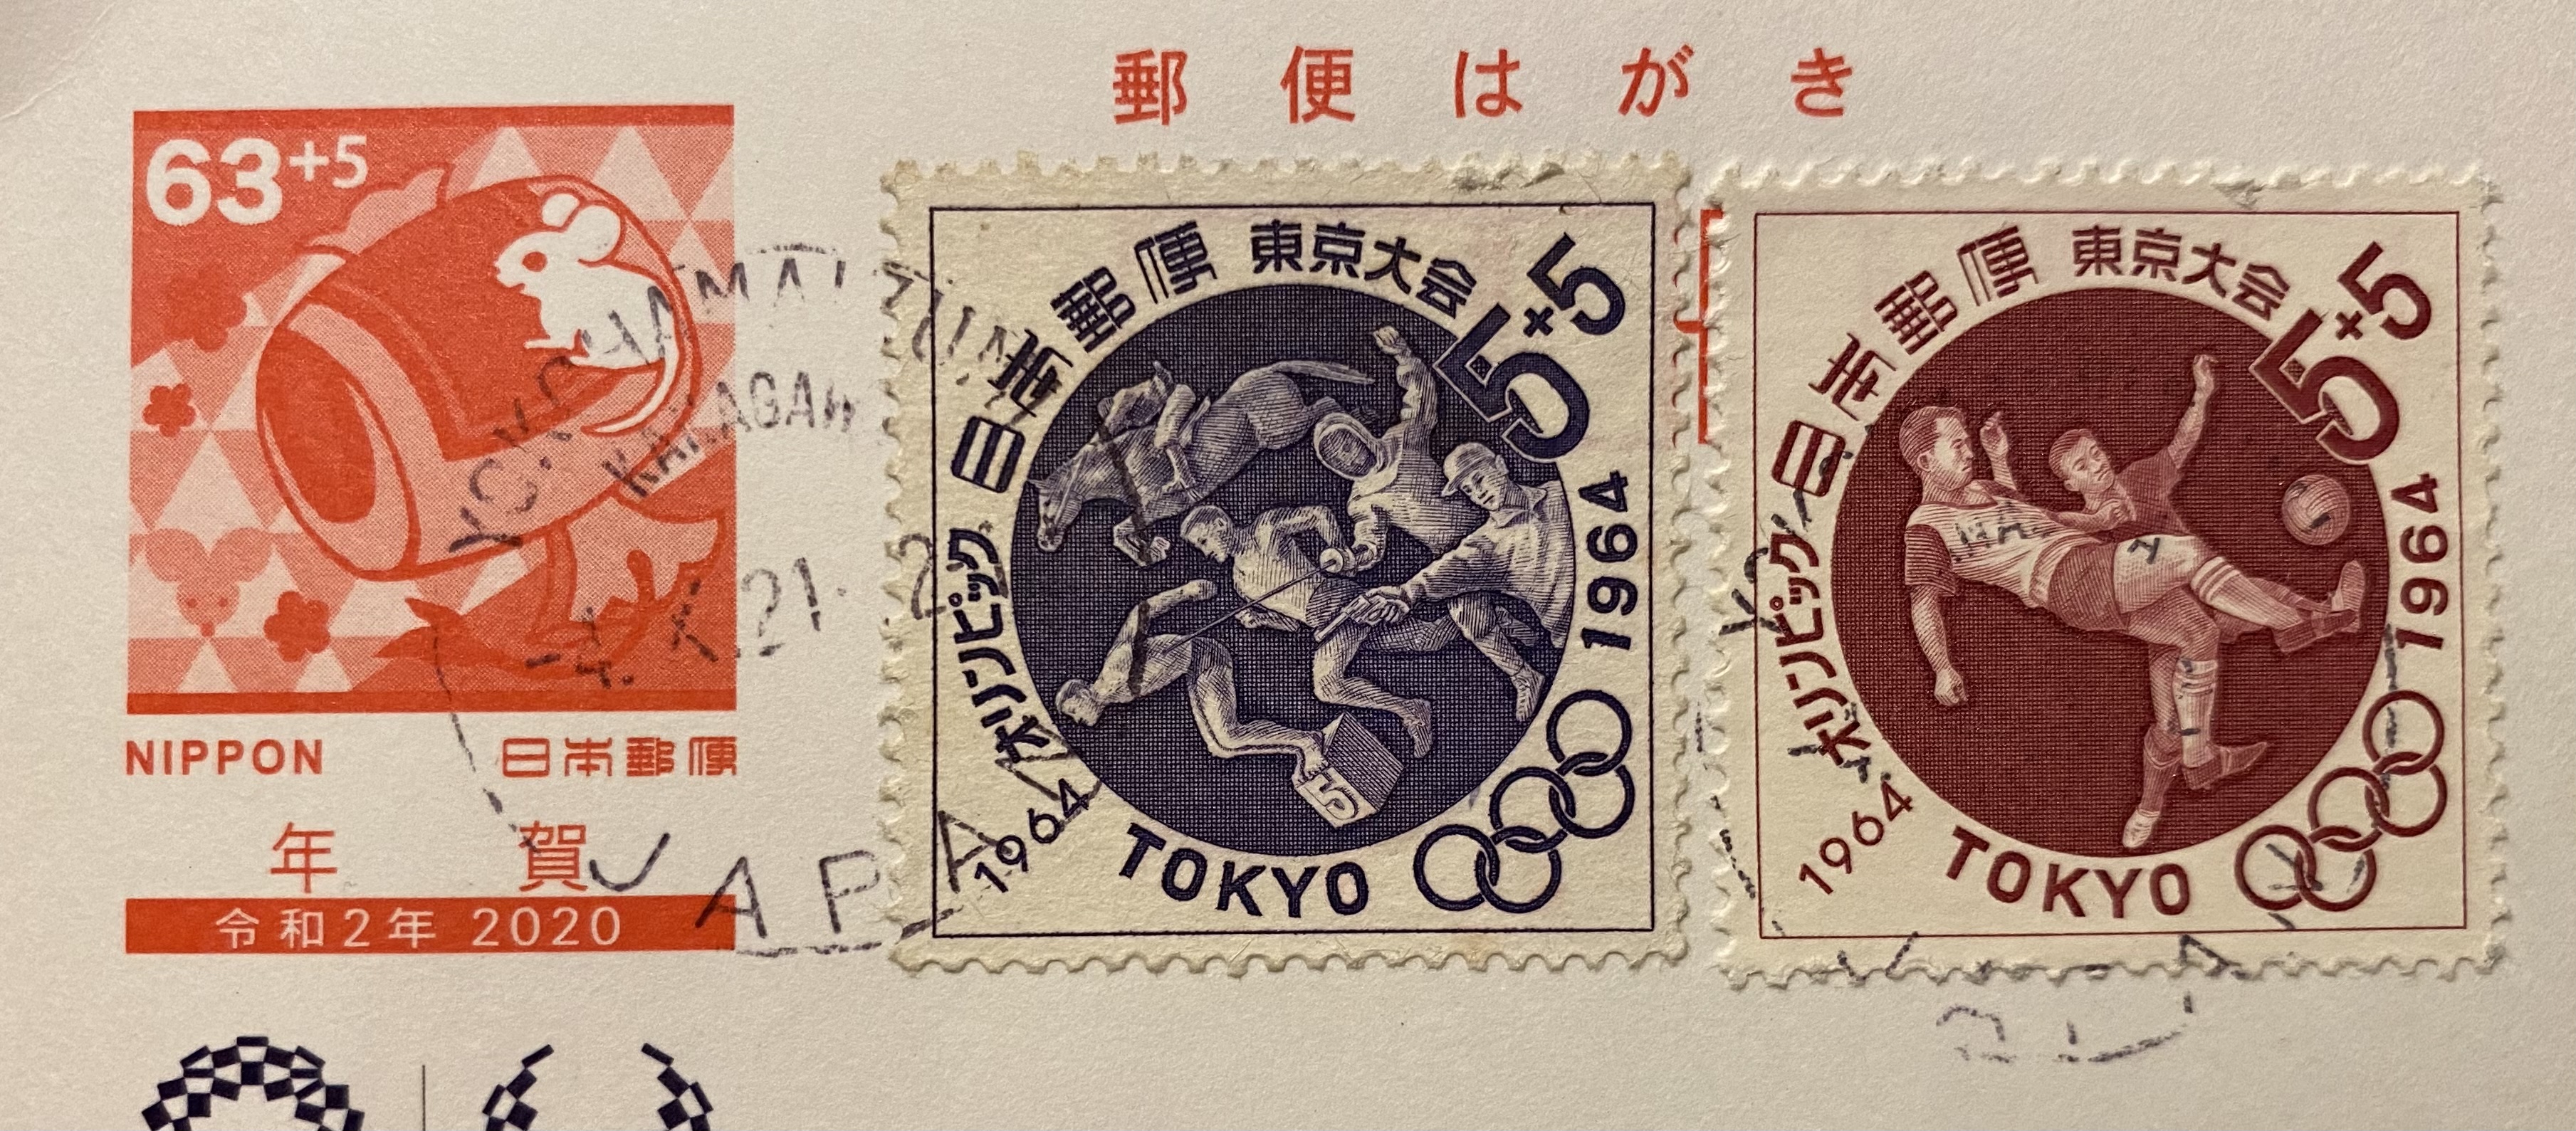 郵便はがき
63+5
NIPPON 日本郵便
年賀
令和2年 2020
日本郵便 東京大会 5+5
オリンピック 1964
1964 TOKYO
日本郵便 東京大会 5+5
オリンピック 1964
1964 TOKYO
KANAGAWA
21
JAPAN